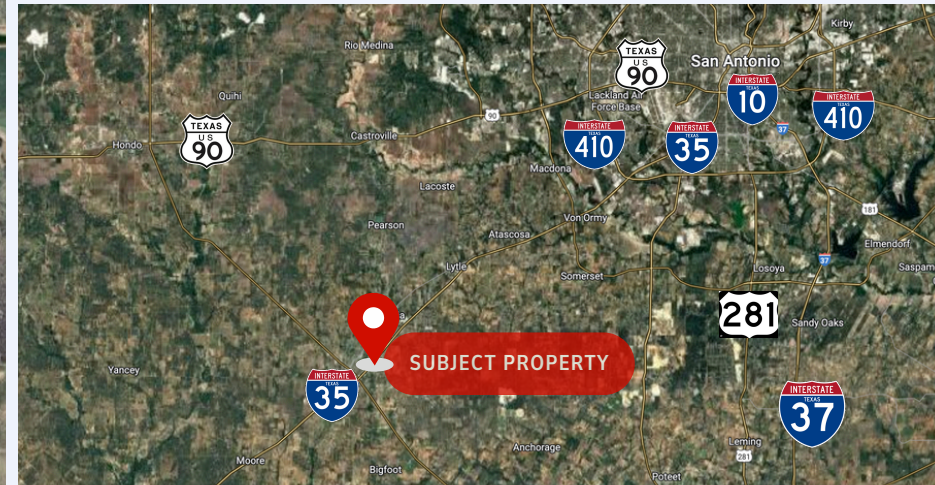 Kirby
Rio Medina
TEXAS
US
90
San Antonio
INTERSTATE
TEXAS
10
Lackland Air
Force Base
INTERSTATE
TEXAS
410
Quihi
90
TEXAS
US
90
Castroville
INTERSTATE
TEXAS
410
INTERSTATE
TEXAS
35
37
Hondo
Macdona
Lacoste
181
Pearson
Von Ormy
Atascosa
Elmendorf
37
Lytle
Somerset
Losoya
Saspam
281
Sandy Oaks
a
SUBJECT PROPERTY
Yancey
INTERSTATE
TEXAS
35
INTERSTATE
TEXAS
37
Leming
Anchorage
281
Moore
Bigfoot
Poteet